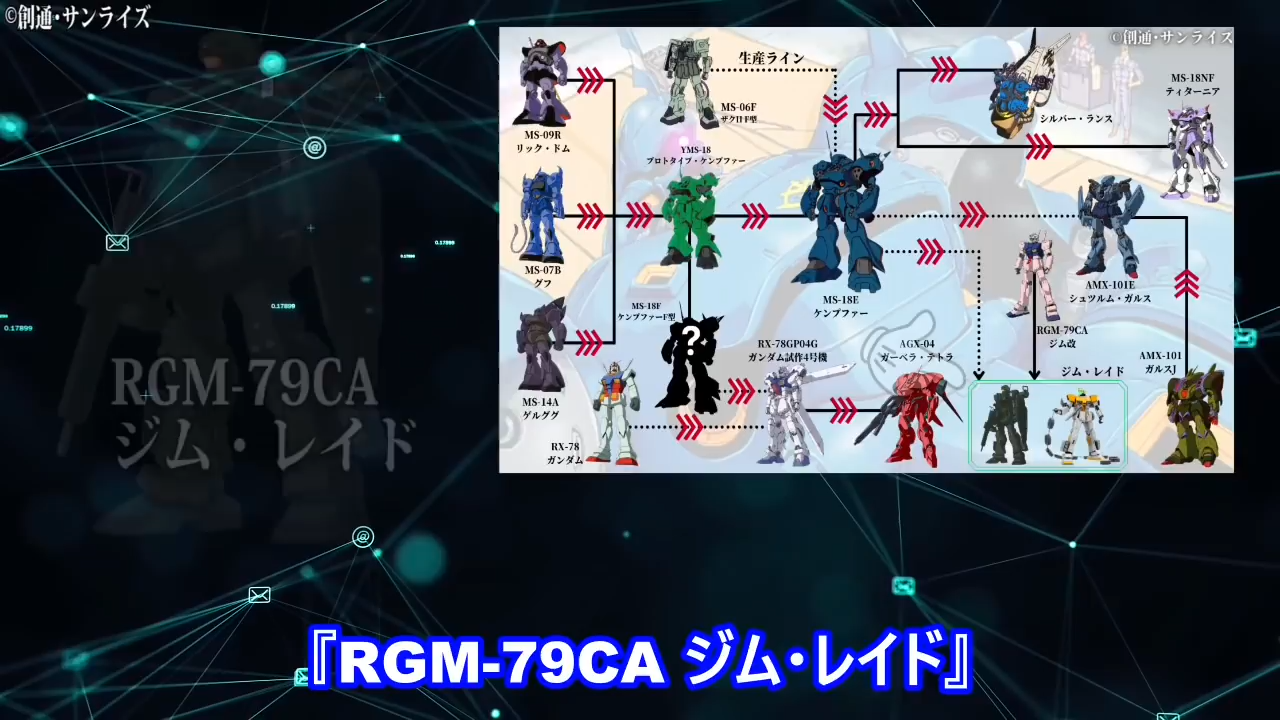 ©創通・サンライズ
©創通・サンライズ
生産ライン
MS-09R
リック・ドム
MS-06F
ザクII F型
YMS-18
プロトタイプ・ケンプファー
シルバー・ランス
MS-18NF
ティターニア
MS-07B
グフ
MS-18E
ケンプファー
AMX-101E
シュツルム・ガルス
MS-18F
ケンプファーF型
?
RGM-79CA
ジム改
MS-14A
ゲルググ
RX-78
ガンダム
RX-78GP04G
ガンダム試作4号機
AGX-04
ガーベラ・テトラ
ジム・レイド
AMX-101
ガルスJ
RGM-79CA
ジム・レイド
0.17899
0.17899
0.17899
0.17899
@
@
『RGM-79CA ジム・レイド』